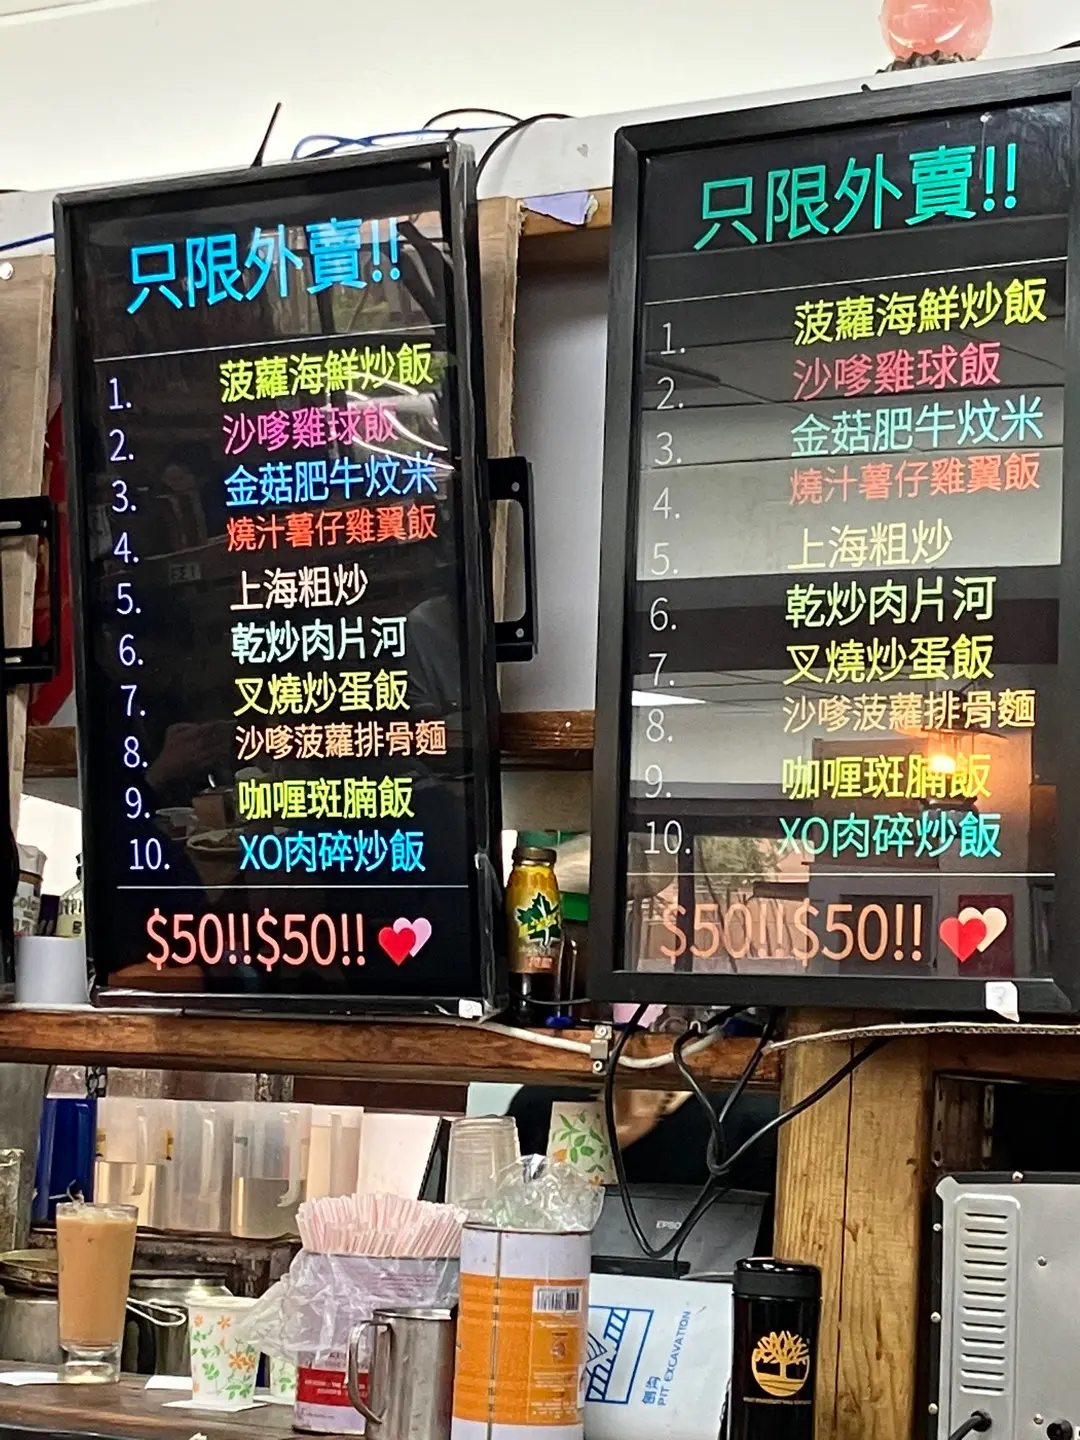 只限外賣!!
1. 菠蘿海鮮炒飯
2. 沙嗲雞球飯
3. 金菇肥牛炆米
4. 燒汁薯仔雞翼飯
5. 上海粗炒
6. 乾炒肉片河
7. 叉燒炒蛋飯
8. 沙嗲菠蘿排骨麵
9. 咖喱斑腩飯
10. XO肉碎炒飯
$50!!$50!!💕
只限外賣!!
1. 菠蘿海鮮炒飯
2. 沙嗲雞球飯
3. 金菇肥牛炆米
4. 燒汁薯仔雞翼飯
5. 上海粗炒
6. 乾炒肉片河
7. 叉燒炒蛋飯
8. 沙嗲菠蘿排骨麵
9. 咖喱斑腩飯
10. XO肉碎炒飯
$50!!$50!!💕
EPSO
PIT EXCAVATION